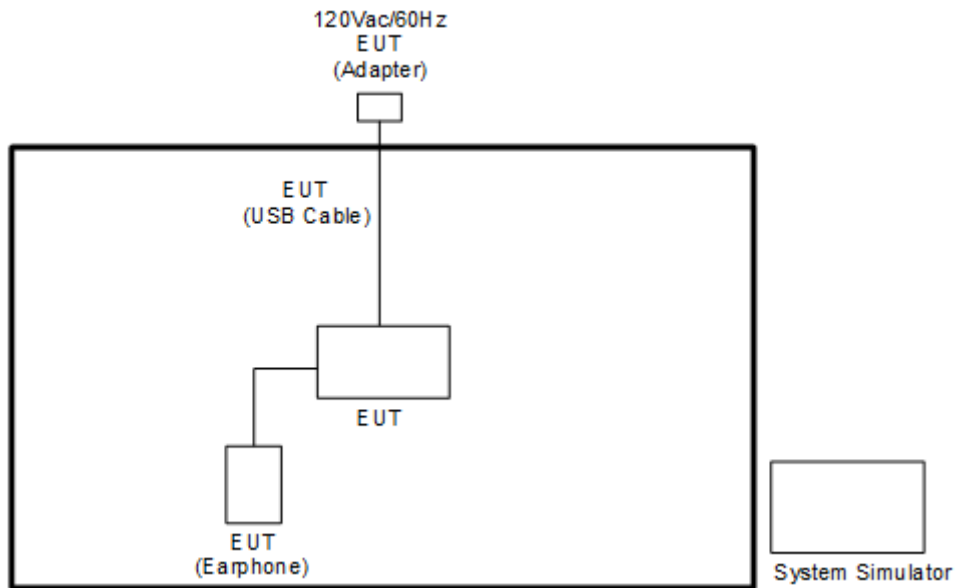 120Vac/60Hz
EUT
(Adapter)
EUT
(USB Cable)
EUT
EUT
(Earphone)
System Simulator